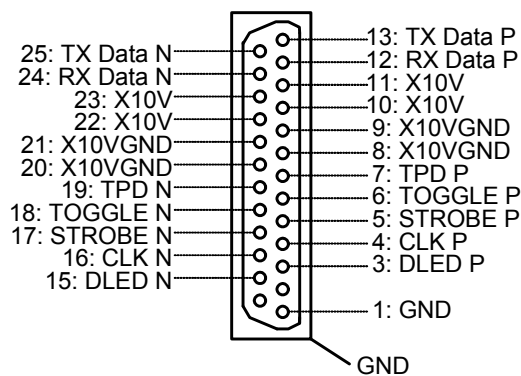 25: TX Data N
24: RX Data N
23: X10V
22: X10V
21: X10VGND
20: X10VGND
19: TPD N
18: TOGGLE N
17: STROBE N
16: CLK N
15: DLED N
13: TX Data P
12: RX Data P
11: X10V
10: X10V
9: X10VGND
8: X10VGND
7: TPD P
6: TOGGLE P
5: STROBE P
4: CLK P
3: DLED P
1: GND
GND